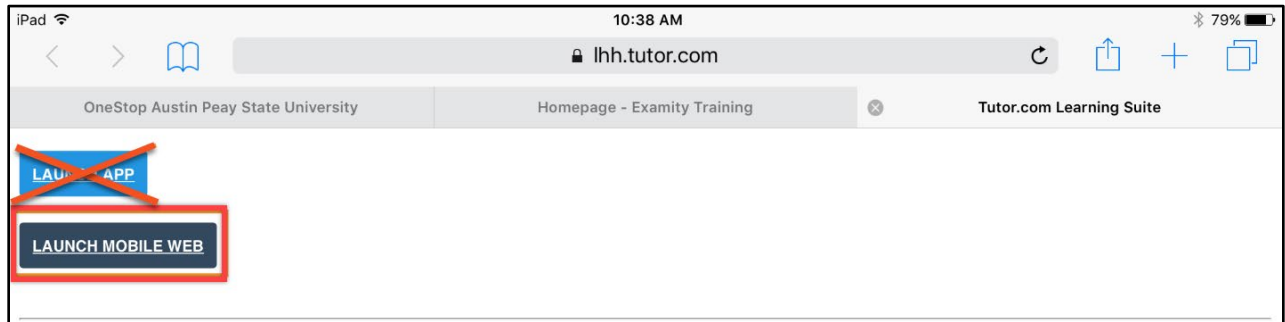 iPad 10:38 AM 79%
lhh.tutor.com
OneStop Austin Peay State University Homepage - Examity Training Tutor.com Learning Suite
LAUNCH APP
LAUNCH MOBILE WEB